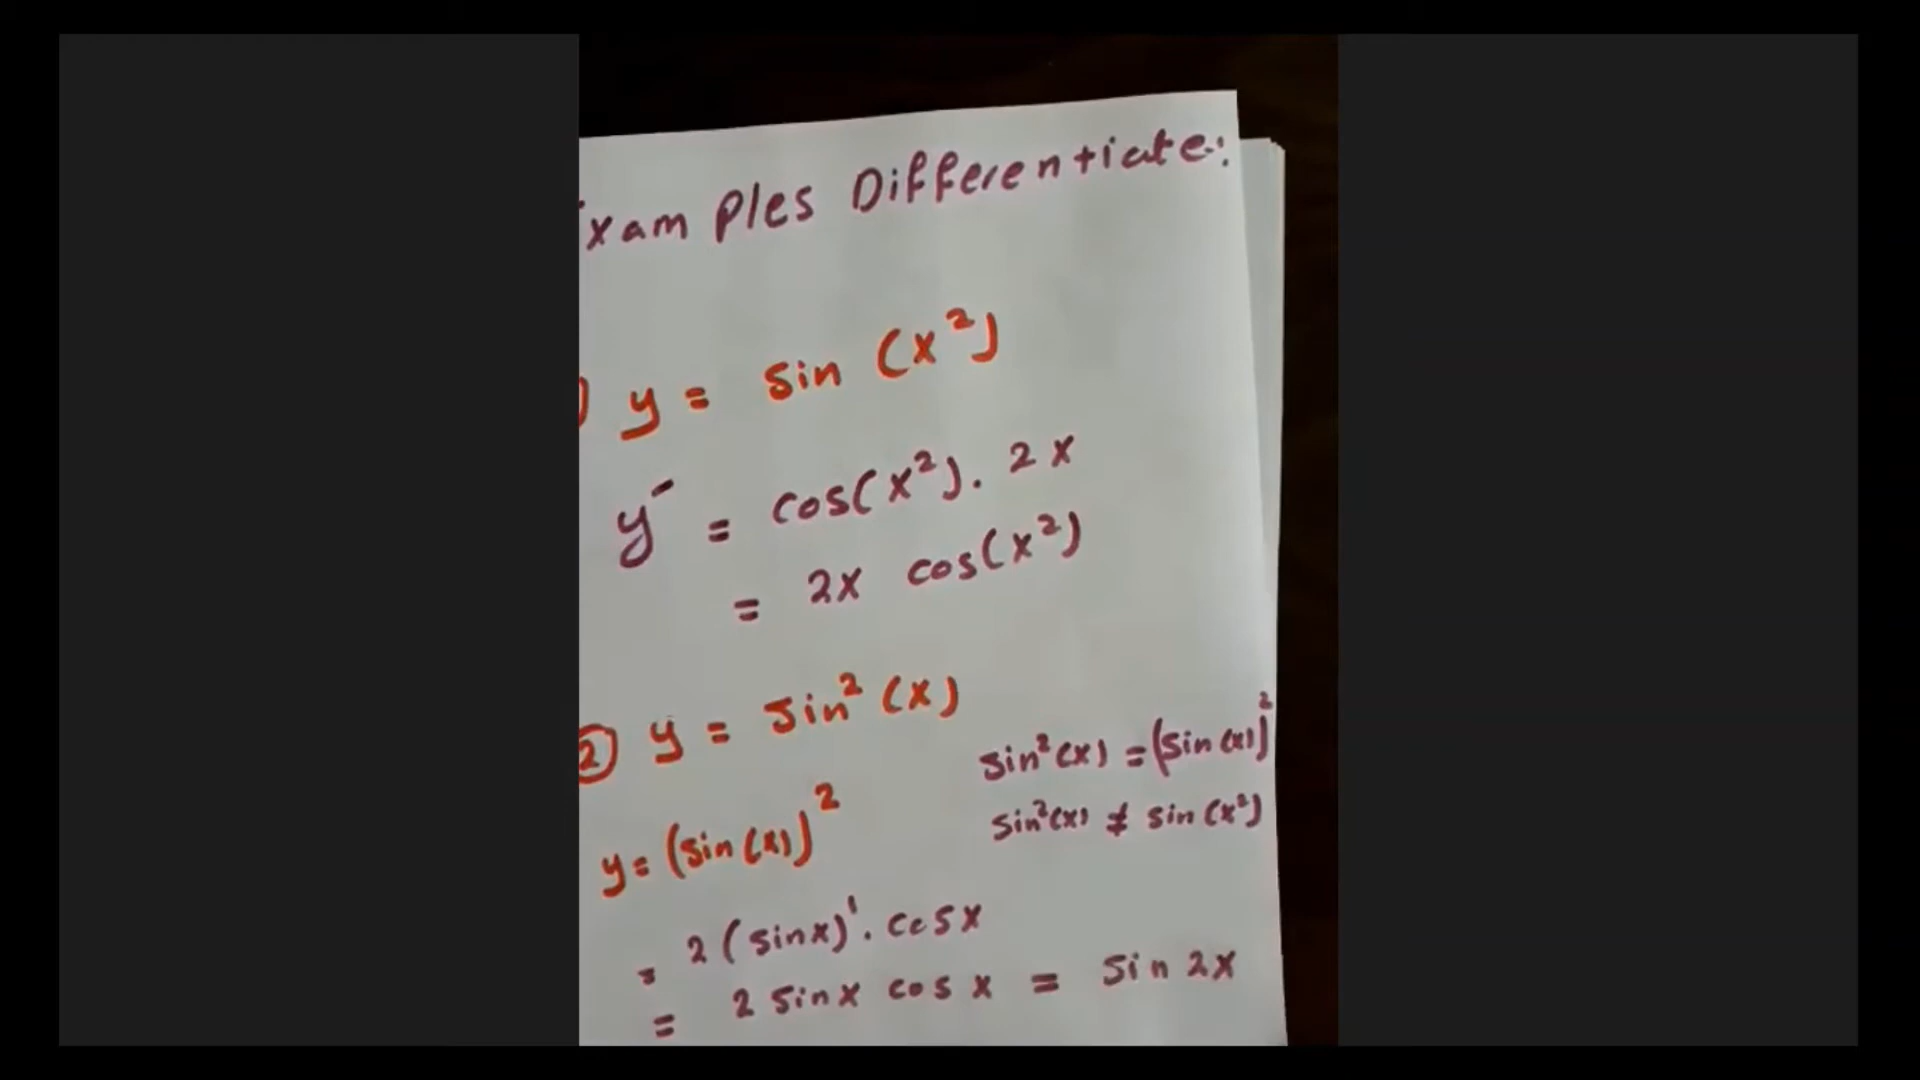 xamples Differentiate:
) y = sin (x²)
y' = cos(x²). 2x
= 2x cos(x²)
② y = sin² (x)
sin²(x) = (sin(x))²
sin²(x) ≠ sin(x²)
y = (sin(x))²
= 2(sinx)¹. cosx
= 2 sinx cos x = sin 2x